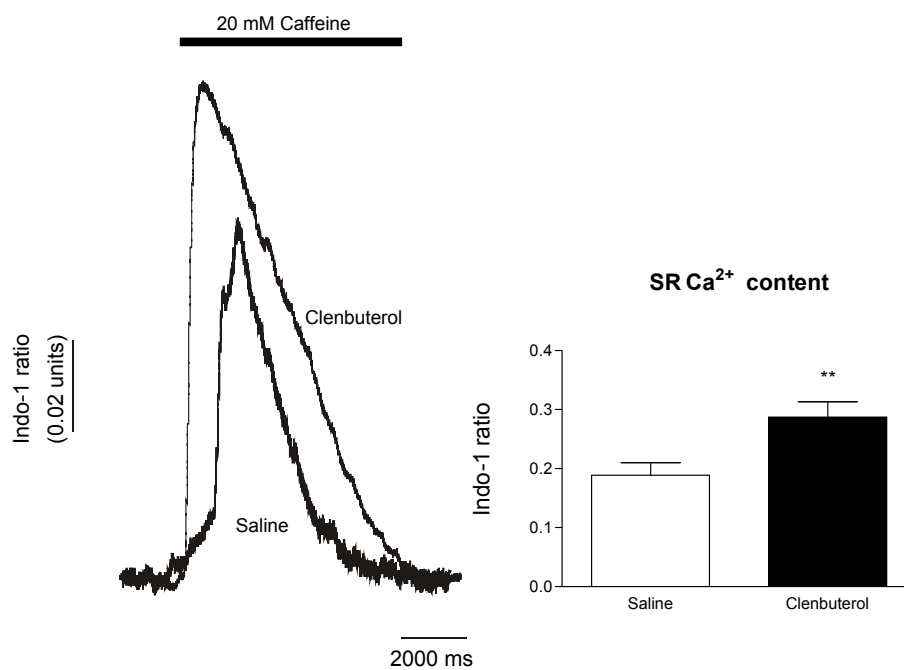 20 mM Caffeine
Clenbuterol
Saline
Indo-1 ratio
(0.02 units)
2000 ms
SR Ca²⁺ content
Indo-1 ratio
0.4
0.3
0.2
0.1
0.0
**
Saline
Clenbuterol